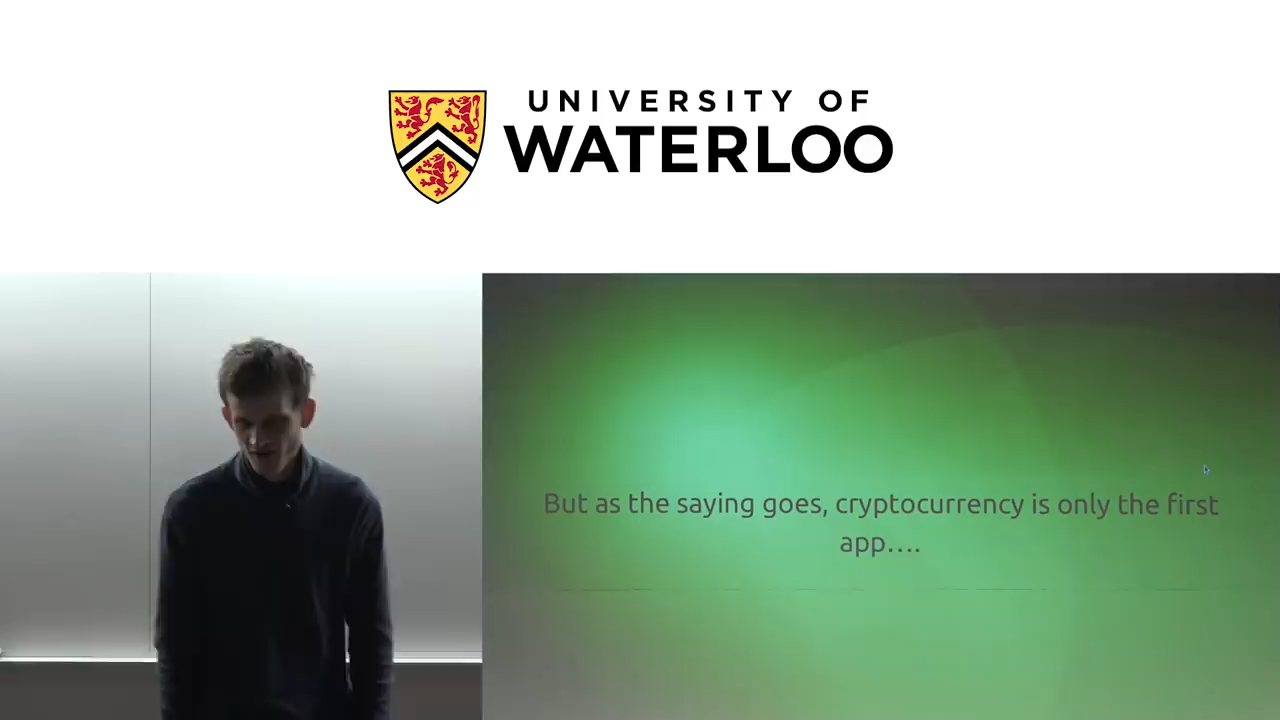 UNIVERSITY OF
WATERLOO
But as the saying goes, cryptocurrency is only the first
app....